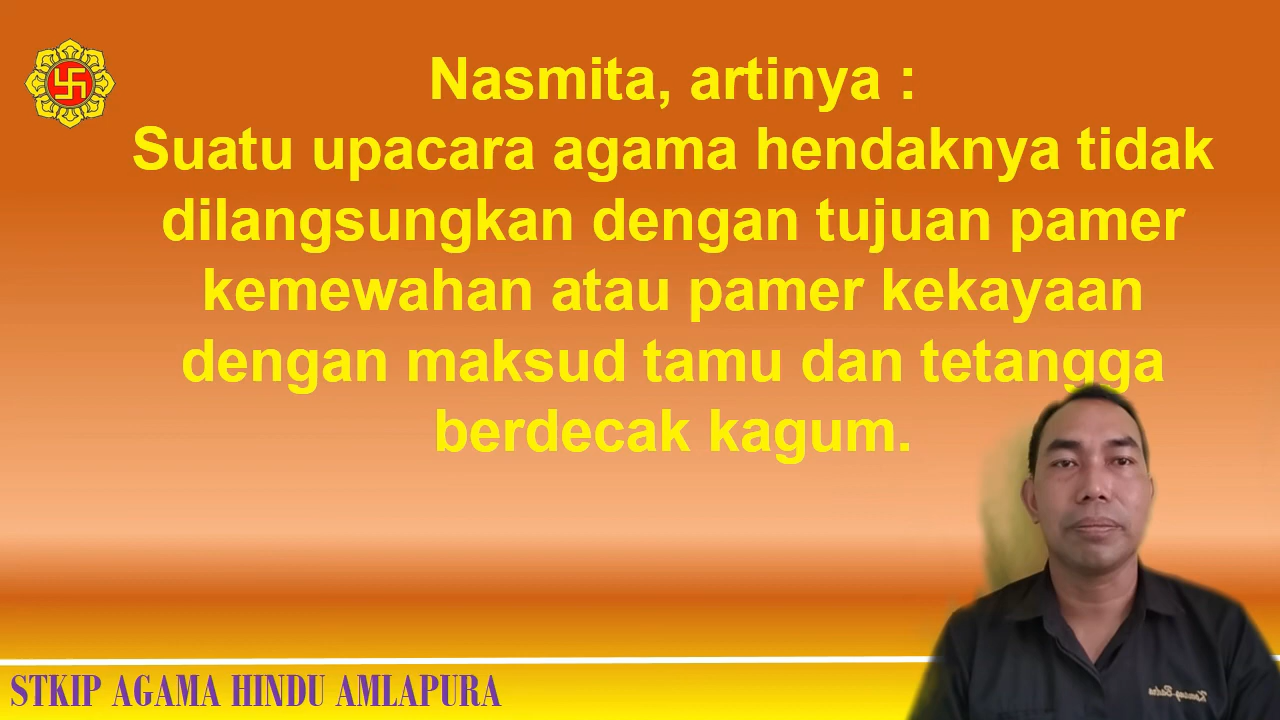 Nasmita, artinya :
Suatu upacara agama hendaknya tidak
dilangsungkan dengan tujuan pamer
kemewahan atau pamer kekayaan
dengan maksud tamu dan tetangga
berdecak kagum.
STKIP AGAMA HINDU AMLAPURA